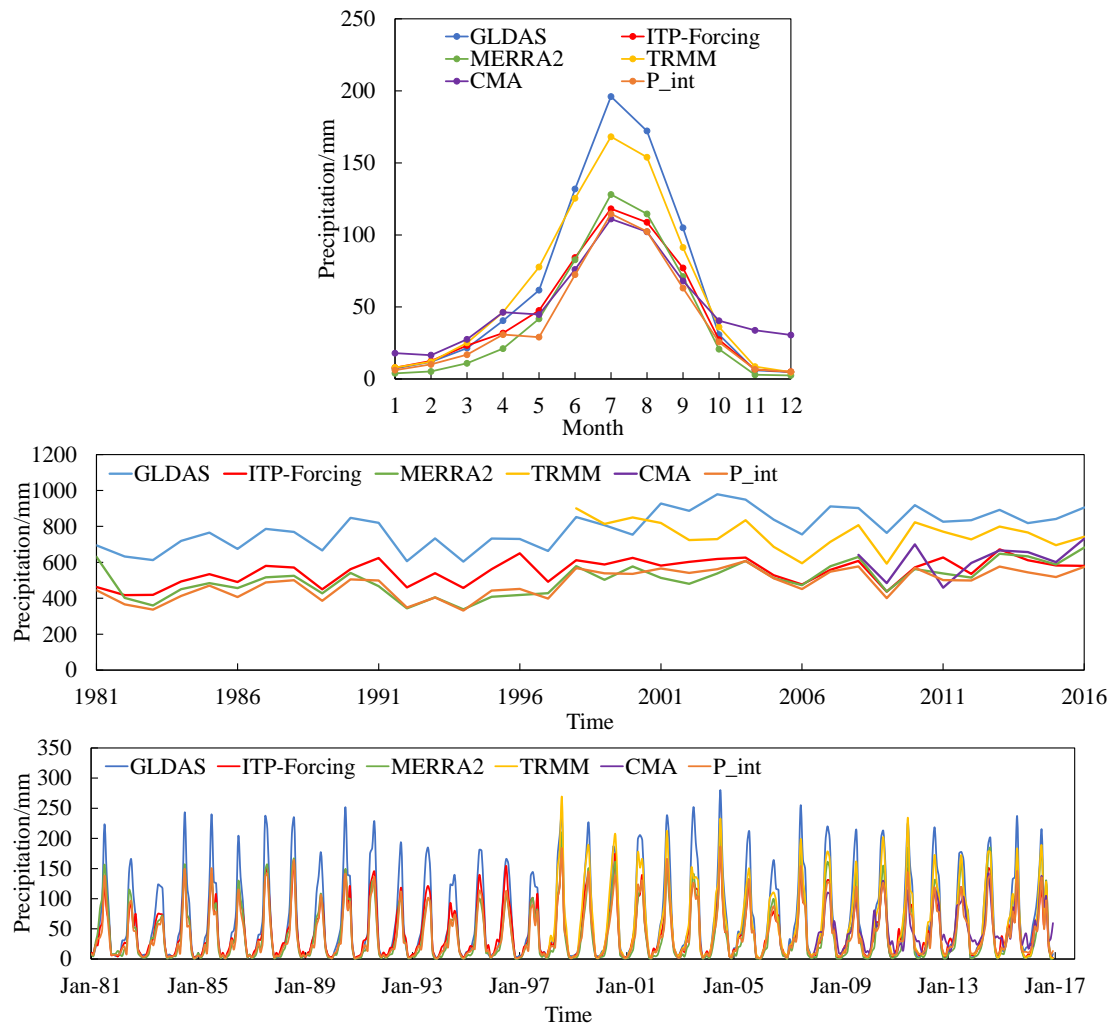 250
GLDAS ITP-Forcing
MERRA2 TRMM
CMA P_int
200
150
100
50
0
Precipitation/mm
1 2 3 4 5 6 7 8 9 10 11 12
Month
1200
GLDAS ITP-Forcing MERRA2 TRMM CMA P_int
1000
800
600
400
200
0
Precipitation/mm
1981 1986 1991 1996 2001 2006 2011 2016
Time
350
GLDAS ITP-Forcing MERRA2 TRMM CMA P_int
300
250
200
150
100
50
0
Precipitation/mm
Jan-81 Jan-85 Jan-89 Jan-93 Jan-97 Jan-01 Jan-05 Jan-09 Jan-13 Jan-17
Time